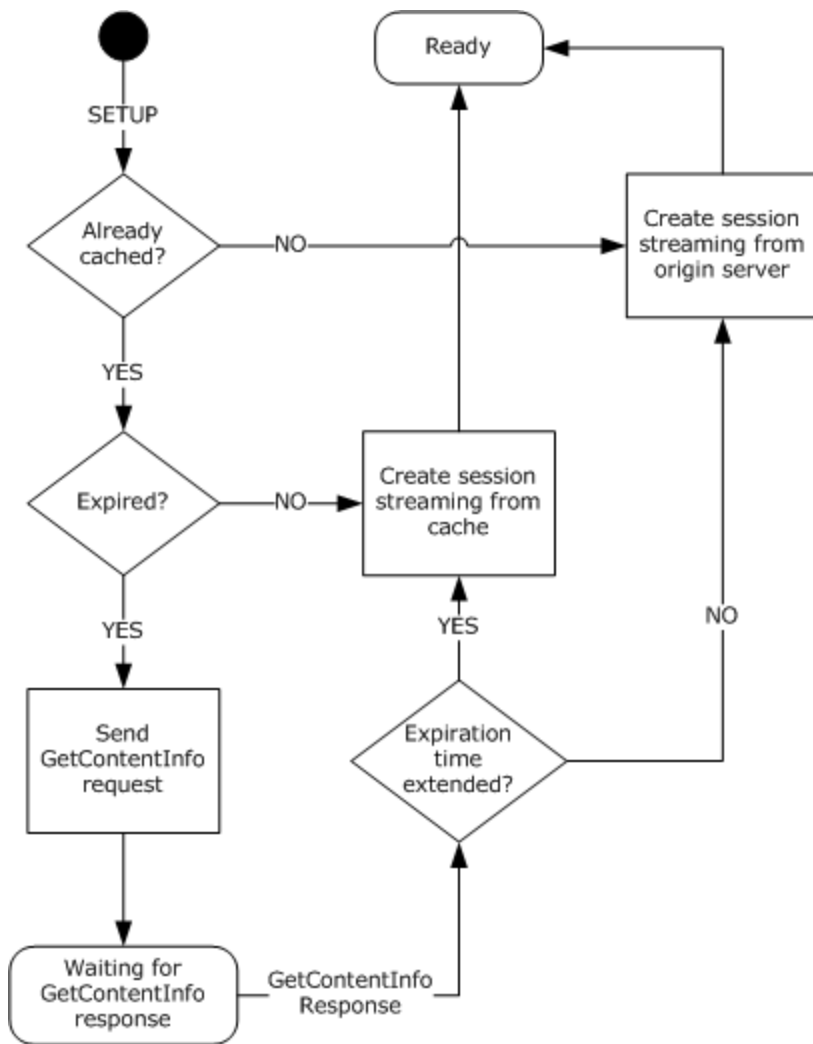 Ready
SETUP
Already
cached?
NO
Create session
streaming from
origin server
YES
Expired?
NO
Create session
streaming from
cache
YES
YES
NO
Send
GetContentInfo
request
Expiration
time
extended?
Waiting for
GetContentInfo
response
GetContentInfo
Response